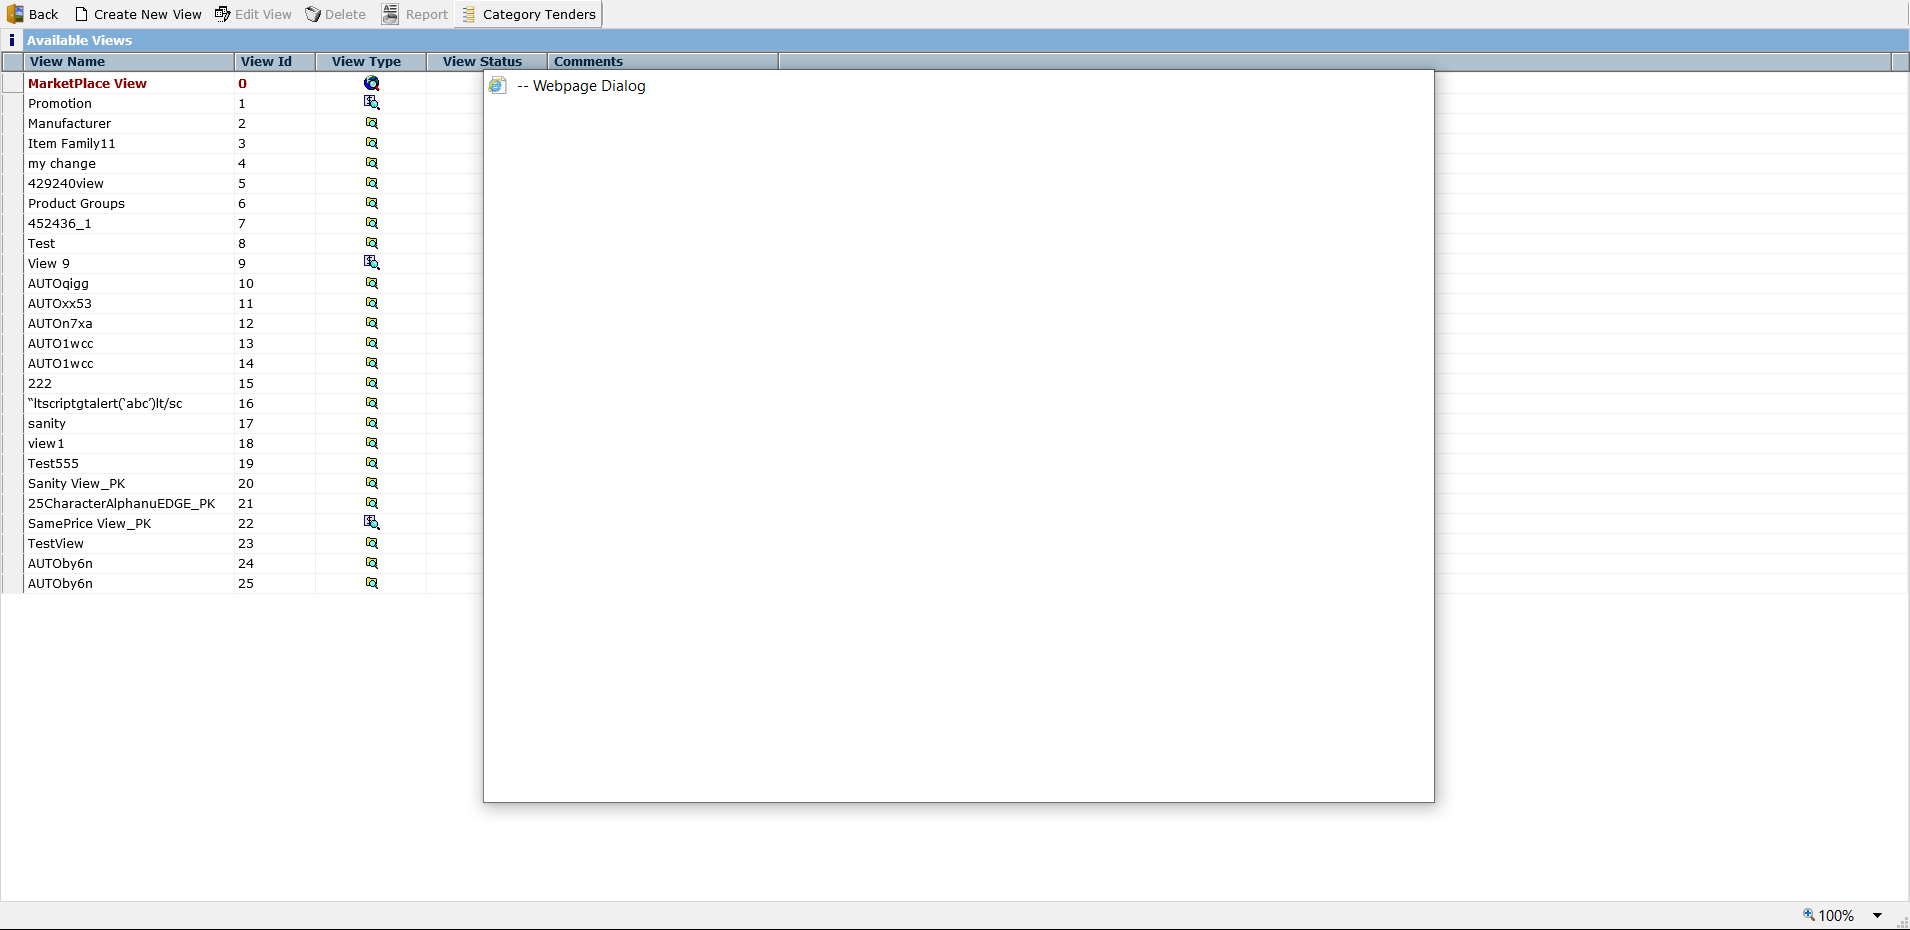 Back Create New View Edit View Delete Report Category Tenders
i Available Views
View Name View Id View Type View Status Comments
MarketPlace View 0
-- Webpage Dialog
Promotion 1
Manufacturer 2
Item Family11 3
my change 4
429240view 5
Product Groups 6
452436_1 7
Test 8
View 9 9
AUTOqigg 10
AUTOxx53 11
AUTOn7xa 12
AUTO1wcc 13
AUTO1wcc 14
222 15
“ltscriptgtalert(‘abc’)lt/sc 16
sanity 17
view1 18
Test555 19
Sanity View_PK 20
25CharacterAlphanuEDGE_PK 21
SamePrice View_PK 22
TestView 23
AUTOby6n 24
AUTOby6n 25
100%